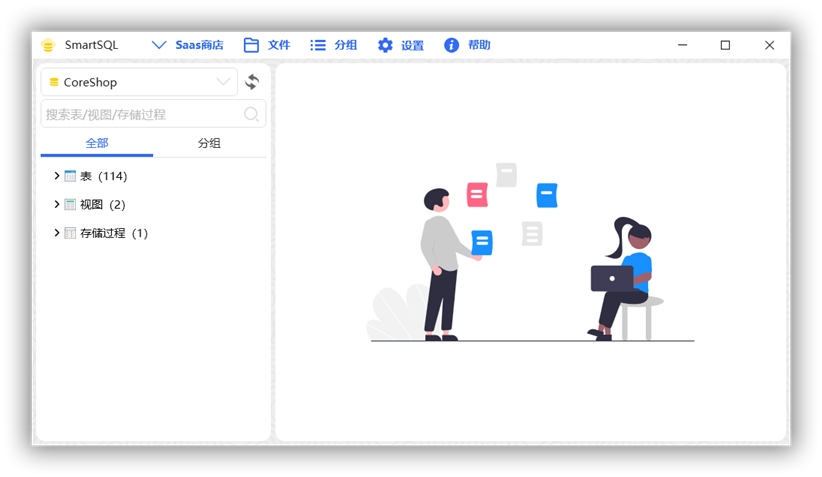 SmartSQL Saas商店 文件 分组 设置 帮助
CoreShop
搜索表/视图/存储过程
全部 分组
表 (114)
视图 (2)
存储过程 (1)